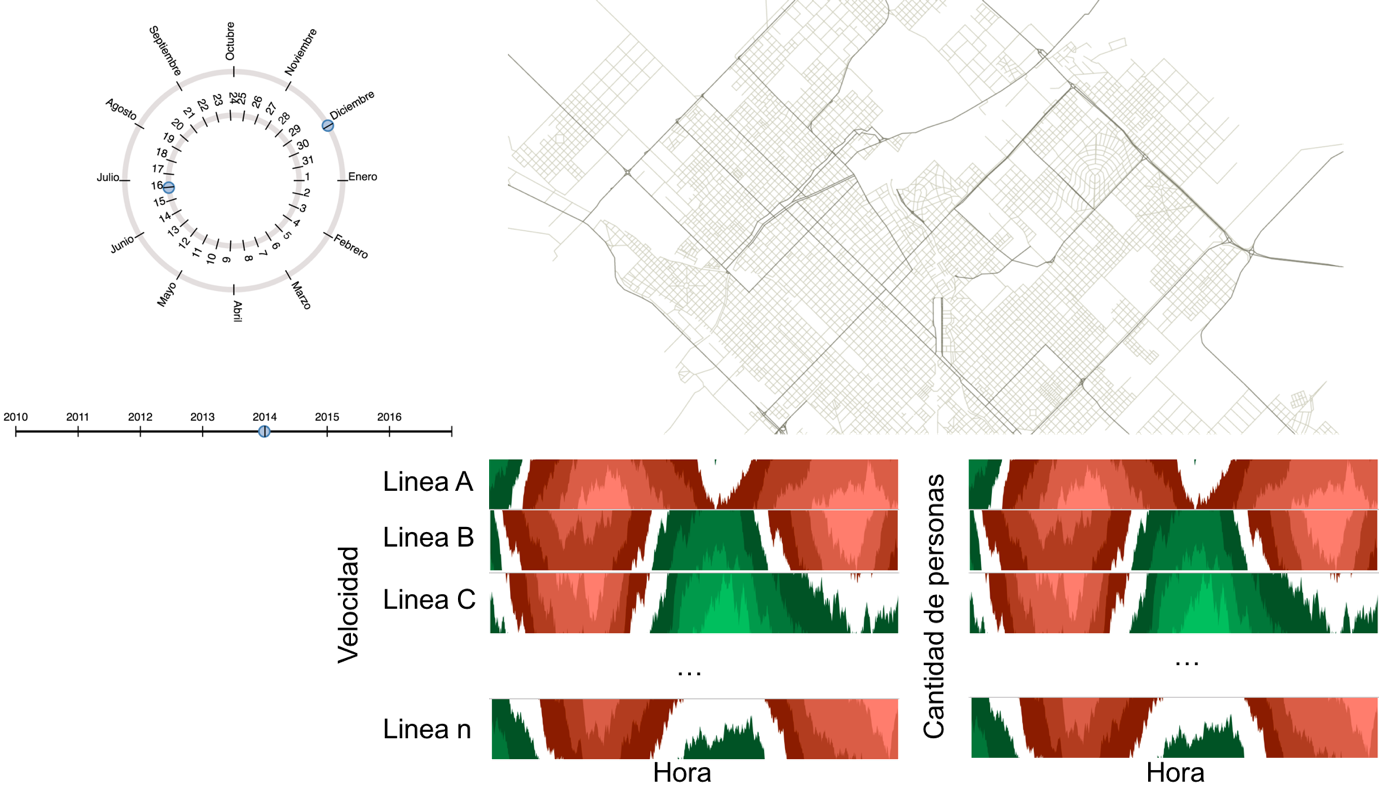 Septiembre
Octubre
Noviembre
Agosto
Diciembre
Julio
Enero
Junio
Febrero
Mayo
Abril
Marzo
1
2
3
4
5
6
7
8
9
10
11
12
13
14
15
16
17
18
19
20
21
22
23
24
25
26
27
28
29
30
31
2010 2011 2012 2013 2014 2015 2016
Velocidad
Linea A
Linea B
Linea C
...
Linea n
Hora
Cantidad de personas
...
Hora